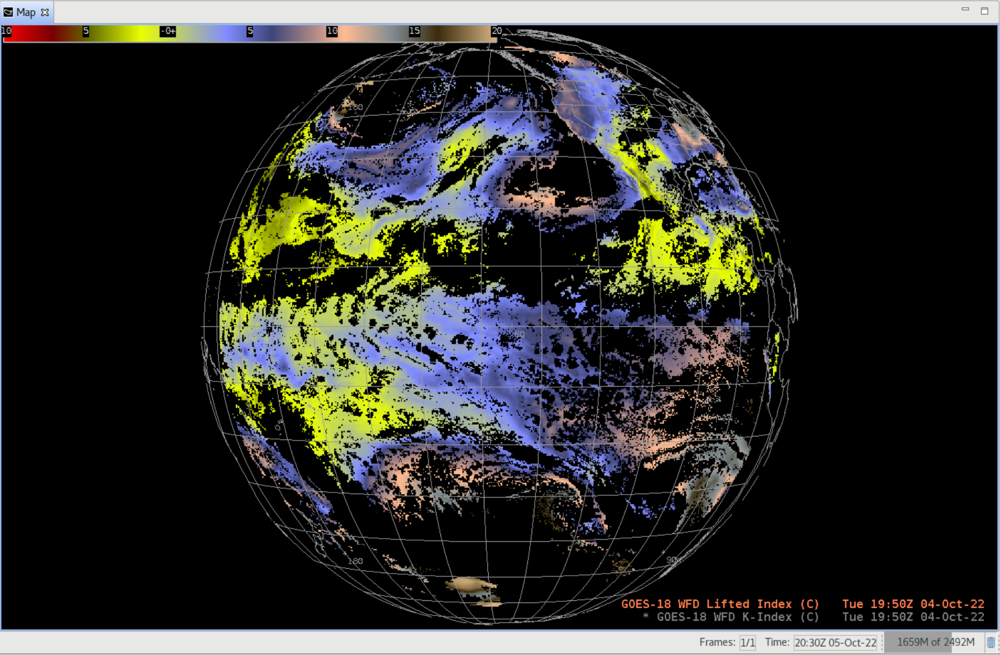 Map
10 5 -0+ 5 10 15 20
180
EQ
180 90W
GOES-18 WFD Lifted Index (C) Tue 19:50Z 04-Oct-22
* GOES-18 WFD K-Index (C) Tue 19:50Z 04-Oct-22
Frames: 1/1 Time: 20:30Z 05-Oct-22 1659M of 2492M